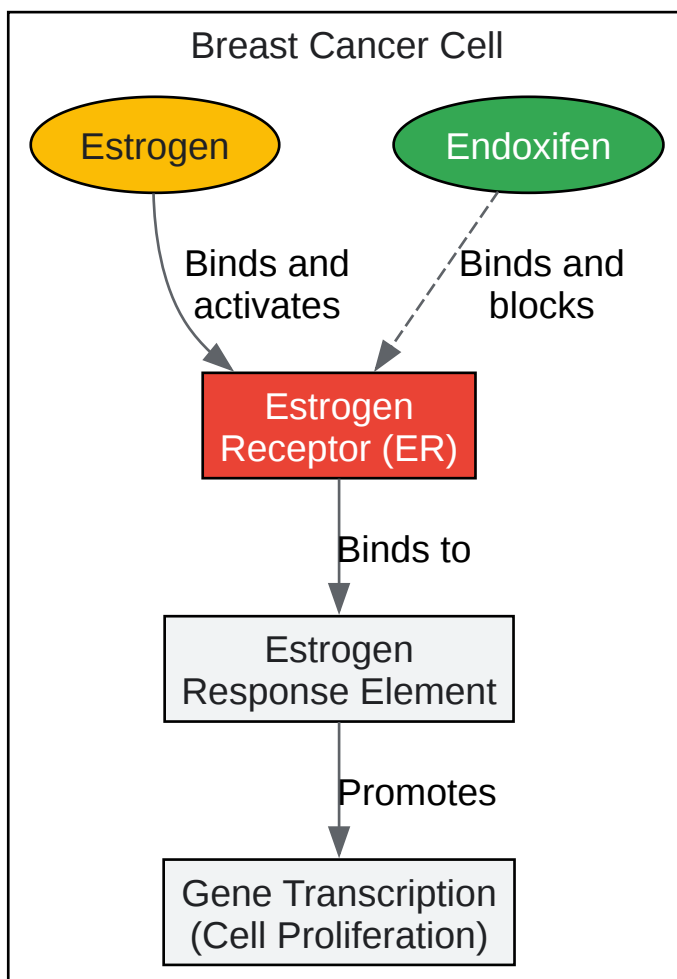 Breast Cancer Cell
Estrogen
Endoxifen
Binds and
activates
Binds and
blocks
Estrogen
Receptor (ER)
Binds to
Estrogen
Response Element
Promotes
Gene Transcription
(Cell Proliferation)